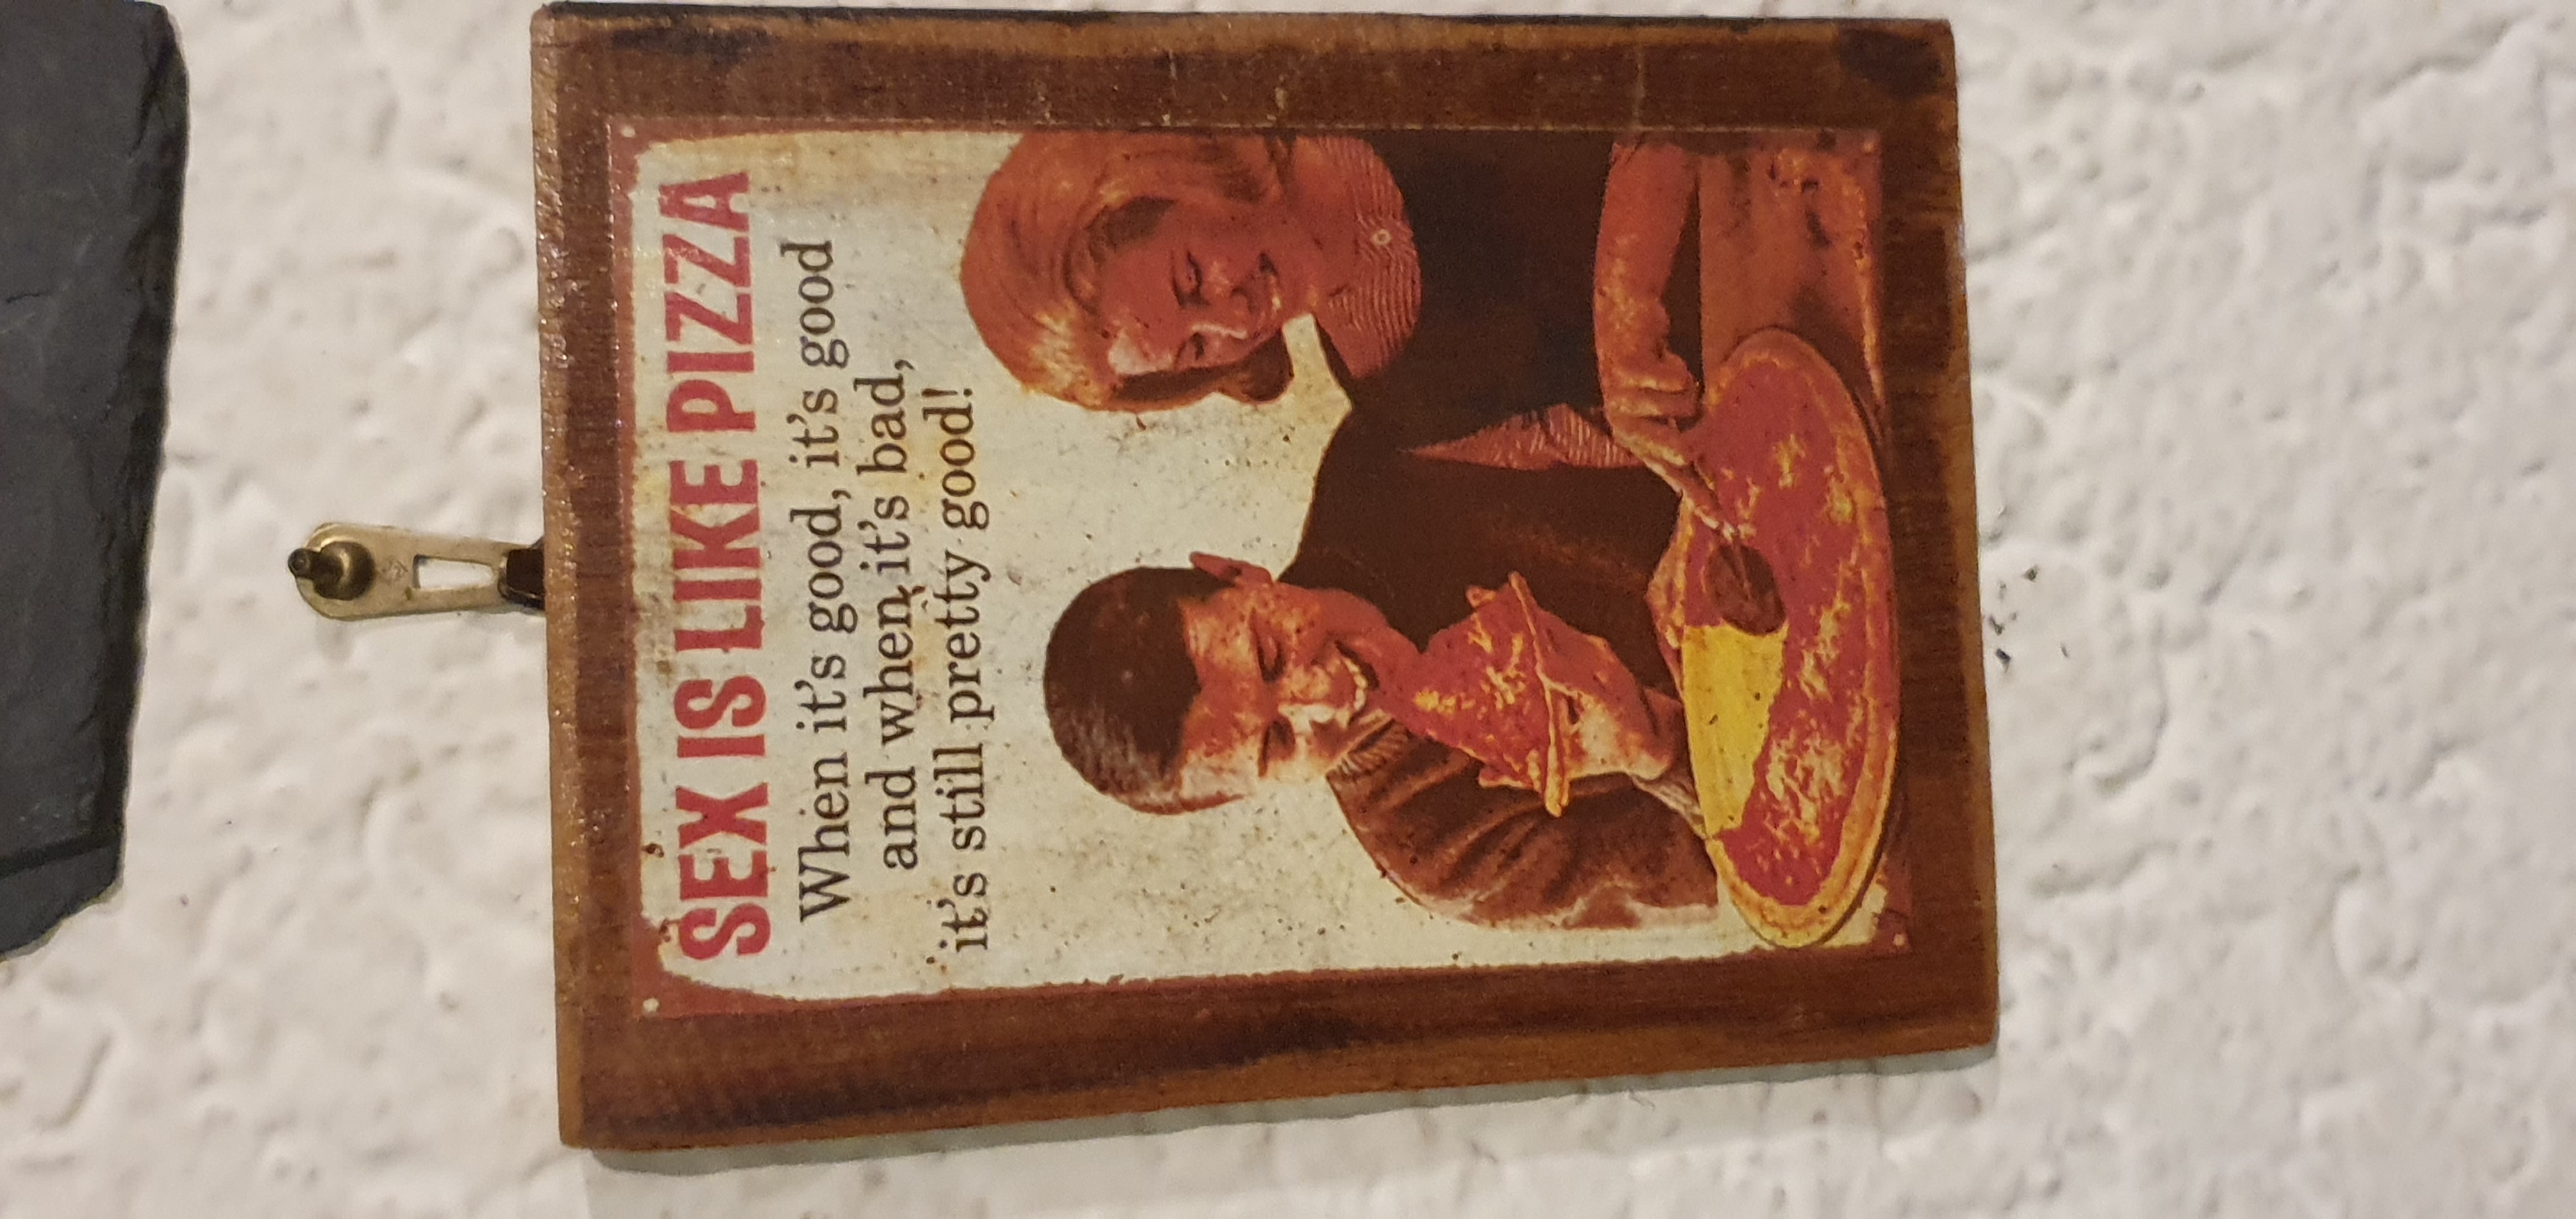 SEX IS LIKE PIZZA
When it's good, it's good
and when it's bad,
it's still pretty good!